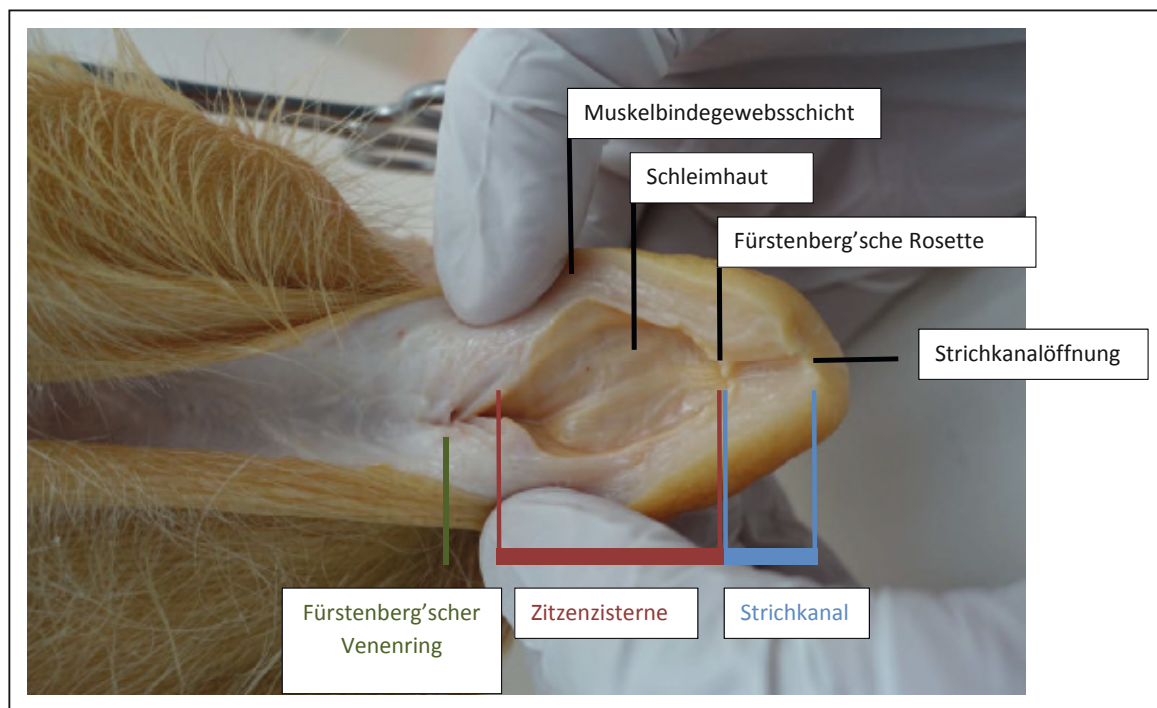 Muskelbindegewebsschicht
Schleimhaut
Fürstenberg’sche Rosette
Strichkanalöffnung
Fürstenberg’scher
Venenring
Zitzenzisterne
Strichkanal